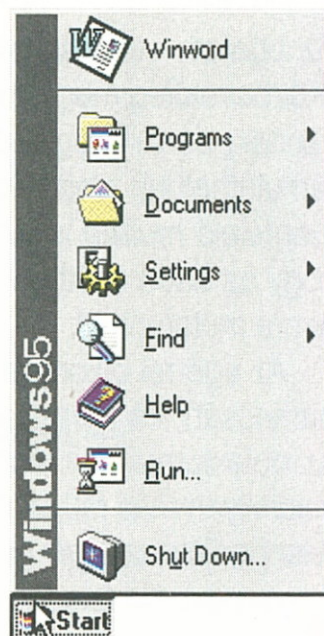 Winword
Programs
Documents
Settings
Find
Help
Run...
Shut Down...
Windows95
Start